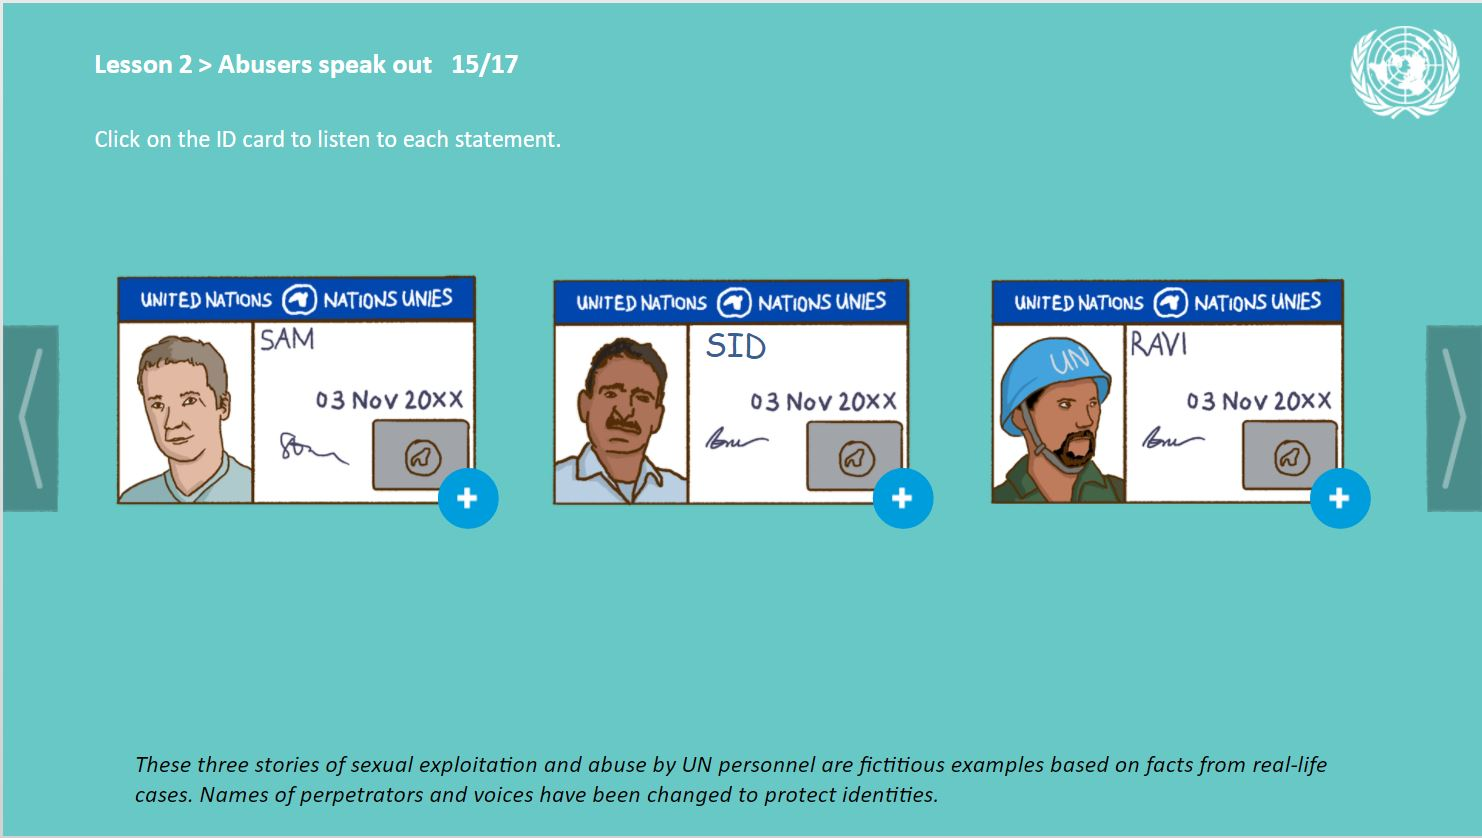 Lesson 2 > Abusers speak out 15/17
Click on the ID card to listen to each statement.
UNITED NATIONS NATIONS UNIES
SAM
03 Nov 20XX
UNITED NATIONS NATIONS UNIES
SID
03 Nov 20XX
UNITED NATIONS NATIONS UNIES
UN
RAVI
03 Nov 20XX
These three stories of sexual exploitation and abuse by UN personnel are fictitious examples based on facts from real-life
cases. Names of perpetrators and voices have been changed to protect identities.